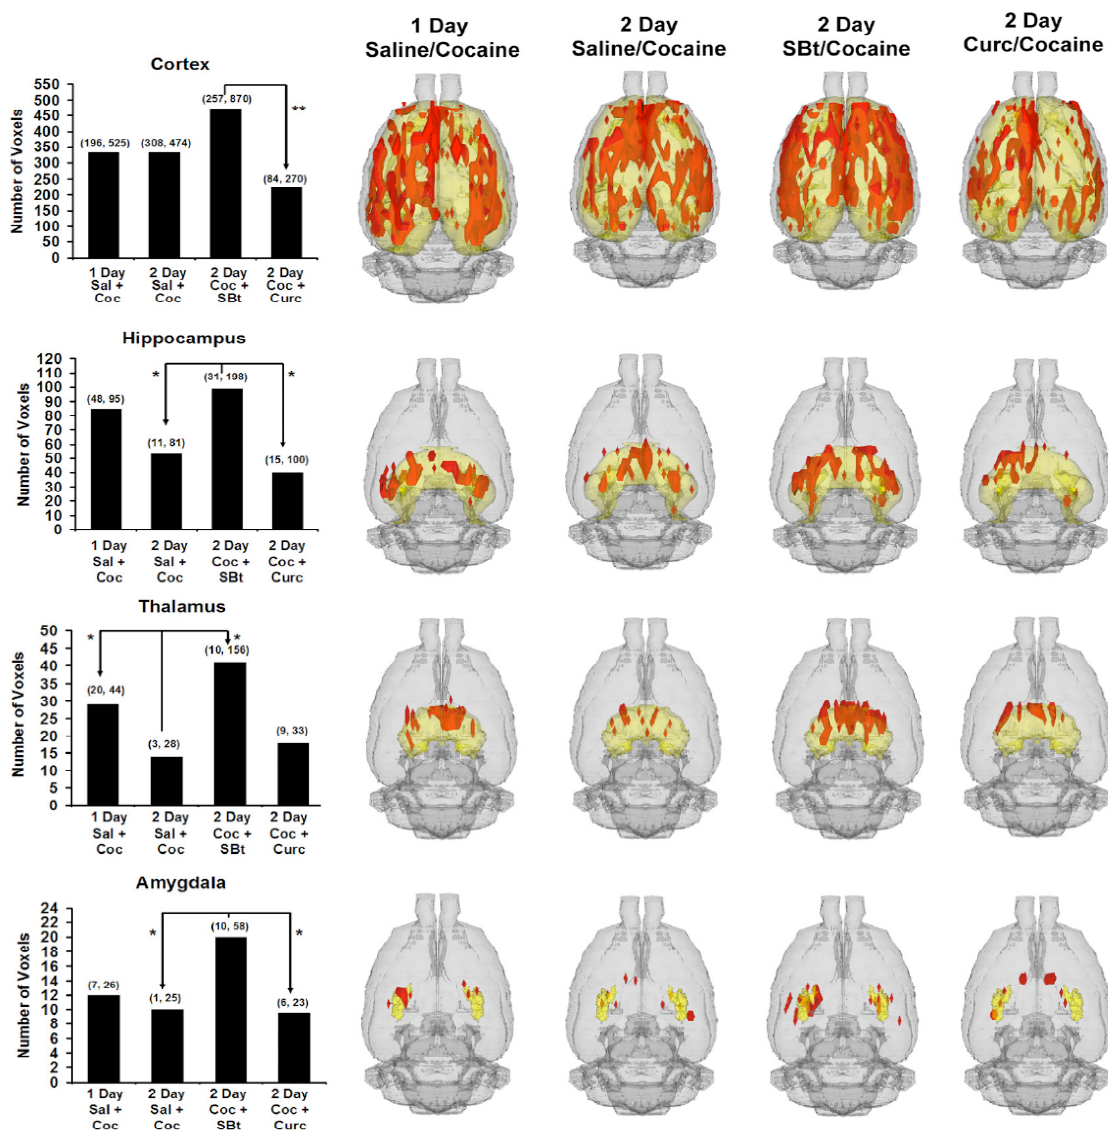 1 Day
Saline/Cocaine
2 Day
Saline/Cocaine
2 Day
SBt/Cocaine
2 Day
Curc/Cocaine
Cortex
Number of Voxels
550
500
450
400
350
300
250
200
150
100
50
0
(196, 525)
(308, 474)
(257, 870)
(84, 270)
**
1 Day
Sal +
Coc
2 Day
Sal +
Coc
2 Day
Coc +
SBt
2 Day
Coc +
Curc
Hippocampus
Number of Voxels
120
110
100
90
80
70
60
50
40
30
20
10
0
(48, 95)
(11, 81)
(31, 198)
(15, 100)
*
*
1 Day
Sal +
Coc
2 Day
Sal +
Coc
2 Day
Coc +
SBt
2 Day
Coc +
Curc
Thalamus
Number of Voxels
50
45
40
35
30
25
20
15
10
5
0
*
*
(20, 44)
(3, 28)
(10, 156)
(9, 33)
1 Day
Sal +
Coc
2 Day
Sal +
Coc
2 Day
Coc +
SBt
2 Day
Coc +
Curc
Amygdala
Number of Voxels
24
22
20
18
16
14
12
10
8
6
4
2
0
(7, 26)
(1, 25)
(10, 58)
(6, 23)
*
*
1 Day
Sal +
Coc
2 Day
Sal +
Coc
2 Day
Coc +
SBt
2 Day
Coc +
Curc